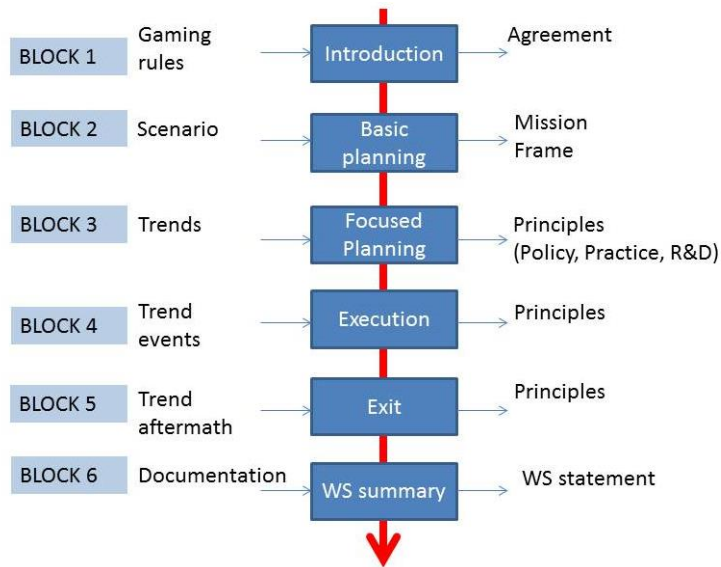 BLOCK 1
Gaming
rules
Introduction
Agreement
BLOCK 2
Scenario
Basic
planning
Mission
Frame
BLOCK 3
Trends
Focused
Planning
Principles
(Policy, Practice, R&D)
BLOCK 4
Trend
events
Execution
Principles
BLOCK 5
Trend
aftermath
Exit
Principles
BLOCK 6
Documentation
WS summary
WS statement